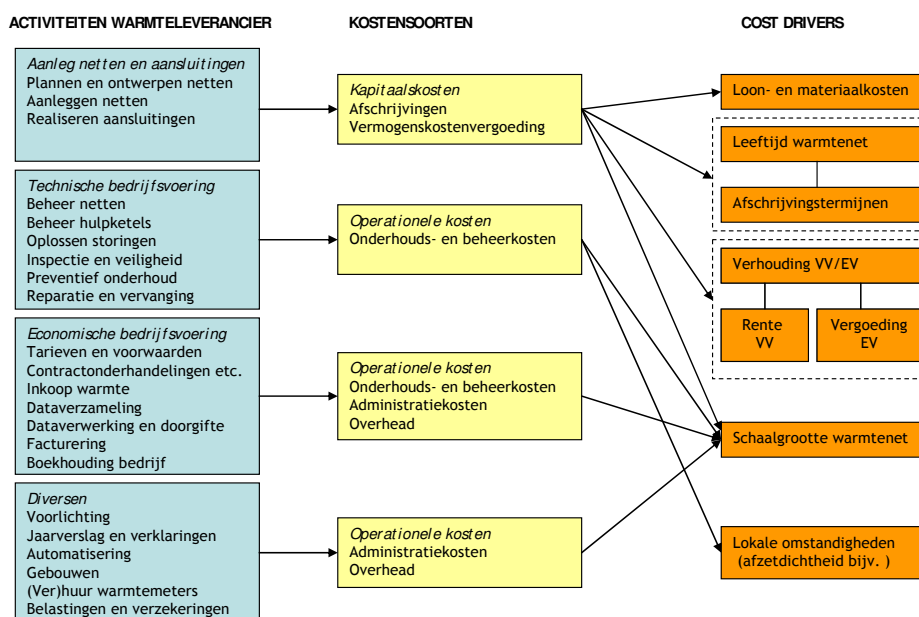 ACTIVITEITEN WARMTELEVERANCIER
Aanleg netten en aansluitingen
Plannen en ontwerpen netten
Aanleggen netten
Realiseren aansluitingen
Technische bedrijfsvoering
Beheer netten
Beheer hulpketels
Oplossen storingen
Inspectie en veiligheid
Preventief onderhoud
Reparatie en vervanging
Economische bedrijfsvoering
Tarieven en voorwaarden
Contractonderhandelingen etc.
Inkoop warmte
Dataverzameling
Dataverwerking en doorgifte
Facturering
Boekhouding bedrijf
Diversen
Voorlichting
Jaarverslag en verklaringen
Automatisering
Gebouwen
(Ver)huur warmtemeters
Belastingen en verzekeringen
KOSTENSOORTEN
Kapitaalskosten
Afschrijvingen
Vermogenskostenvergoeding
Operationele kosten
Onderhouds- en beheerkosten
Operationele kosten
Onderhouds- en beheerkosten
Administratiekosten
Overhead
Operationele kosten
Administratiekosten
Overhead
COST DRIVERS
Loon- en materiaalkosten
Leeftijd warmtenet
Afschrijvingstermijnen
Verhouding VV/EV
Rente
VV
Vergoeding
EV
Schaalgrootte warmtenet
Lokale omstandigheden
(afzetdichtheid bijv. )